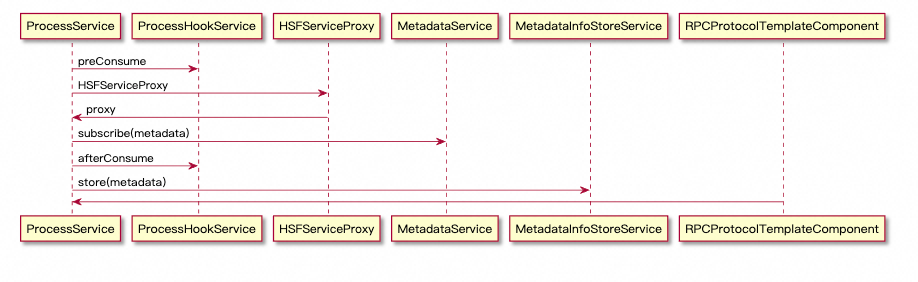 ProcessService ProcessHookService HSFServiceProxy MetadataService MetadataInfoStoreService RPCProtocolTemplateComponent
preConsume
HSFServiceProxy
proxy
subscribe(metadata)
afterConsume
store(metadata)
ProcessService ProcessHookService HSFServiceProxy MetadataService MetadataInfoStoreService RPCProtocolTemplateComponent